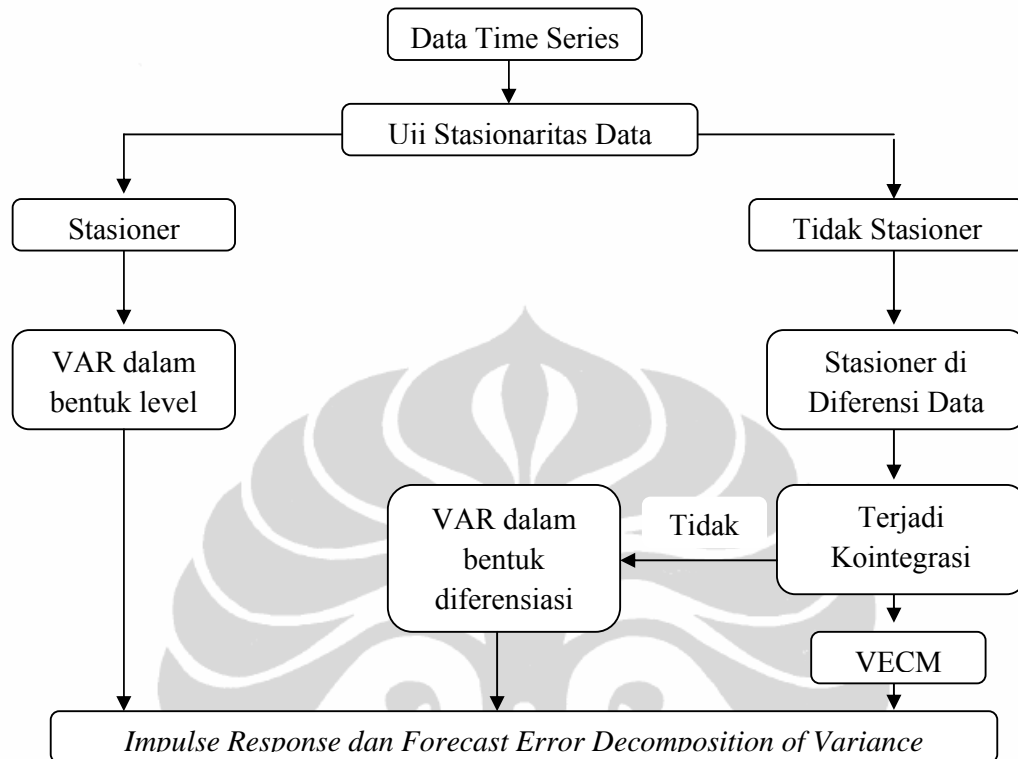 Data Time Series
Uji Stasionaritas Data
Stasioner
Tidak Stasioner
VAR dalam
bentuk level
Stasioner di
Diferensi Data
VAR dalam
bentuk
diferensiasi
Tidak
Terjadi
Kointegrasi
VECM
Impulse Response dan Forecast Error Decomposition of Variance